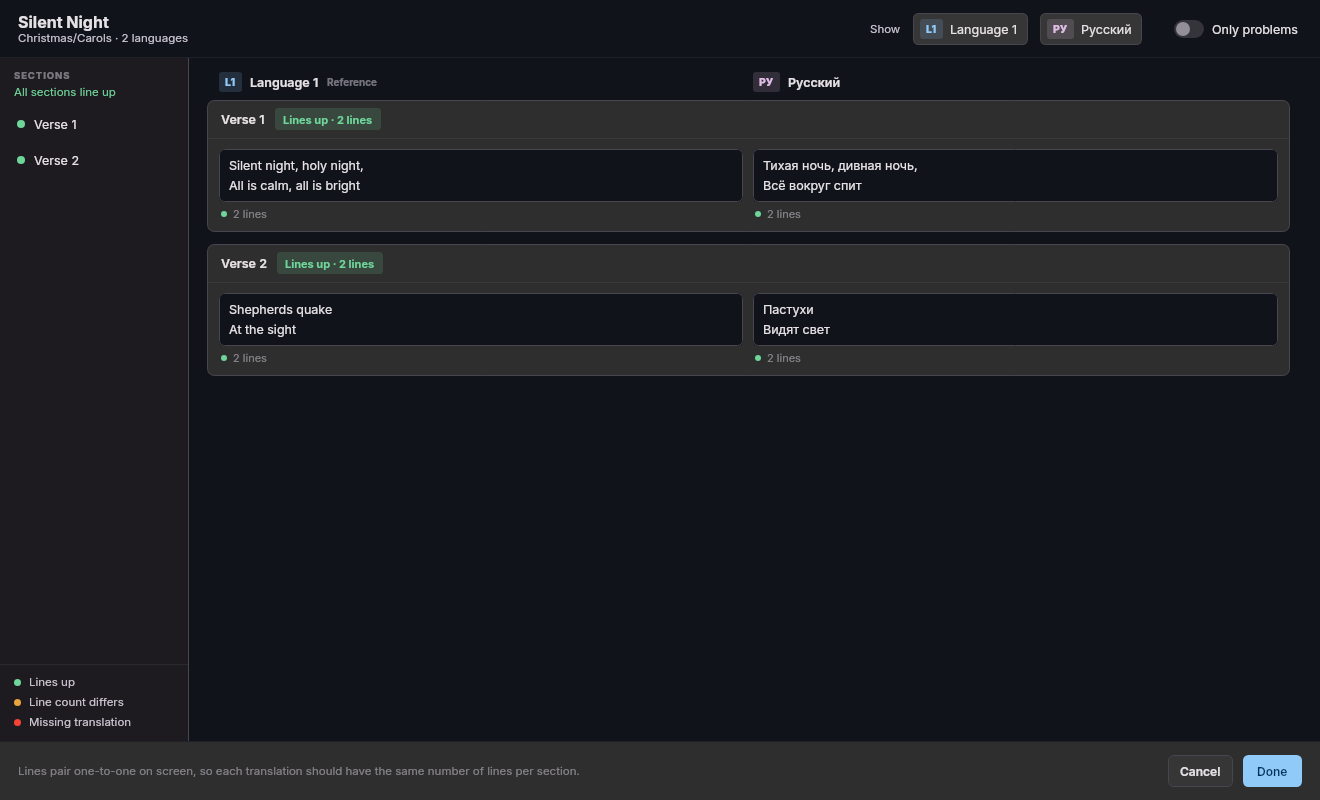 Silent Night
Christmas/Carols · 2 languages
Show
L1 Language 1
РУ Русский
Only problems
SECTIONS
All sections line up
Verse 1
Verse 2
L1 Language 1 Reference
РУ Русский
Verse 1 Lines up · 2 lines
Silent night, holy night,
All is calm, all is bright
2 lines
Тихая ночь, дивная ночь,
Всё вокруг спит
2 lines
Verse 2 Lines up · 2 lines
Shepherds quake
At the sight
2 lines
Пастухи
Видят свет
2 lines
Lines up
Line count differs
Missing translation
Lines pair one-to-one on screen, so each translation should have the same number of lines per section.
Cancel
Done